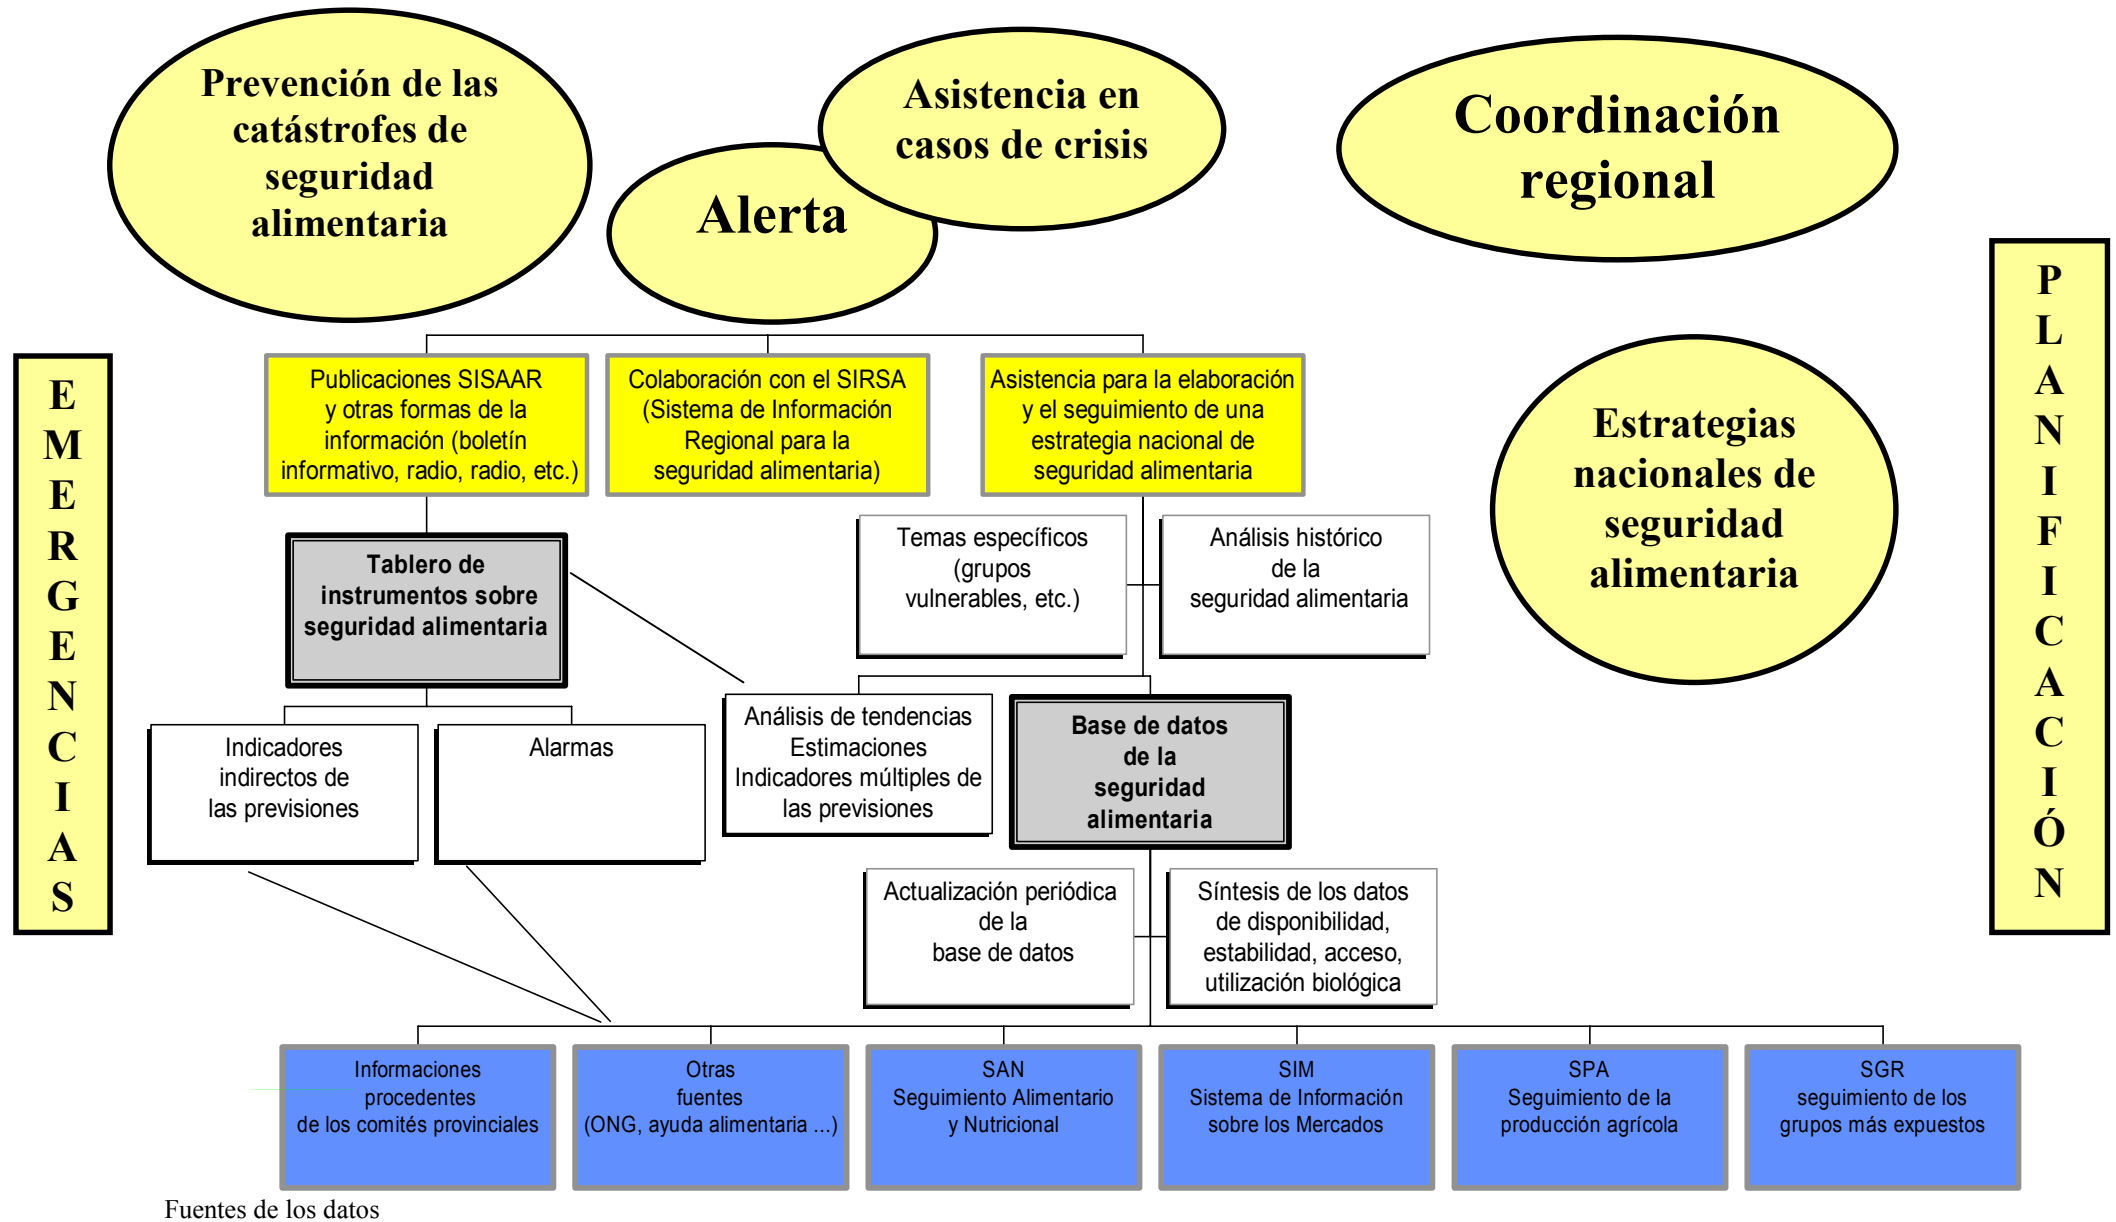 Prevención de las
catástrofes de
seguridad
alimentaria
Alerta
Asistencia en
casos de crisis
Coordinación
regional
E
M
E
R
G
E
N
C
I
A
S
P
L
A
N
I
F
I
C
A
C
I
Ó
N
Publicaciones SISAAR
y otras formas de la
información (boletín
informativo, radio, radio, etc.)
Colaboración con el SIRSA
(Sistema de Información
Regional para la
seguridad alimentaria)
Asistencia para la elaboración
y el seguimiento de una
estrategia nacional de
seguridad alimentaria
Estrategias
nacionales de
seguridad
alimentaria
Tablero de
instrumentos sobre
seguridad alimentaria
Temas específicos
(grupos
vulnerables, etc.)
Análisis histórico
de la
seguridad alimentaria
Indicadores
indirectos de
las previsiones
Alarmas
Análisis de tendencias
Estimaciones
Indicadores múltiples de
las previsiones
Base de datos
de la
seguridad
alimentaria
Actualización periódica
de la
base de datos
Síntesis de los datos
de disponibilidad,
estabilidad, acceso,
utilización biológica
Informaciones
procedentes
de los comités provinciales
Otras
fuentes
(ONG, ayuda alimentaria ...)
SAN
Seguimiento Alimentario
y Nutricional
SIM
Sistema de Información
sobre los Mercados
SPA
Seguimiento de la
producción agrícola
SGR
seguimiento de los
grupos más expuestos
Fuentes de los datos